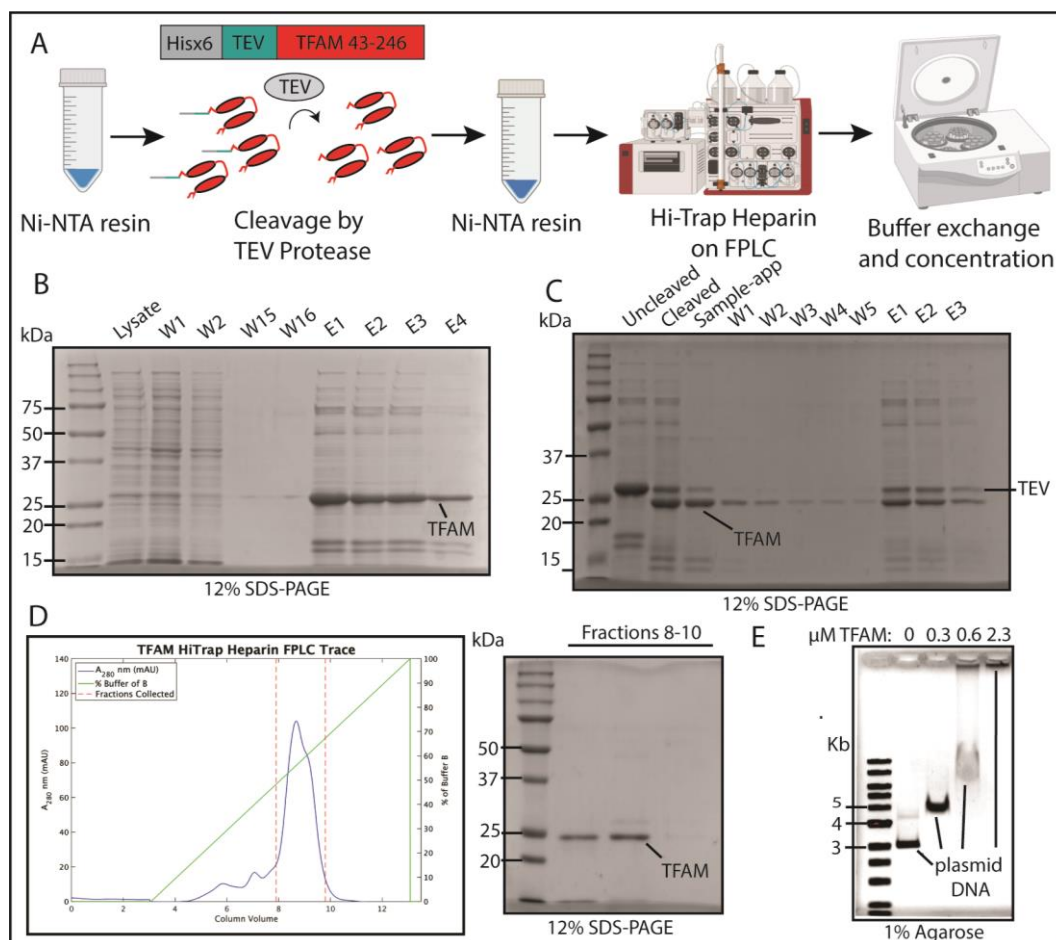 A
Hisx6 TEV TFAM 43-246
TEV
Ni-NTA resin
Cleavage by
TEV Protease
Ni-NTA resin
Hi-Trap Heparin
on FPLC
Buffer exchange
and concentration
B
kDa
Lysate W1 W2 W15 W16 E1 E2 E3 E4
75
50
37
25
20
15
TFAM
12% SDS-PAGE
C
kDa
Uncleaved Cleaved Sample-app W1 W2 W3 W4 W5 E1 E2 E3
37
25
20
15
TEV
TFAM
12% SDS-PAGE
D
TFAM HiTrap Heparin FPLC Trace
A280 nm (mAU)
% Buffer of B
Fractions Collected
A280 nm (mAU)
140
120
100
80
60
40
20
0
% of Buffer B
100
90
80
70
60
50
40
30
20
10
0
0 2 4 6 8 10 12
Column Volume
kDa
Fractions 8-10
50
37
25
20
TFAM
12% SDS-PAGE
E
μM TFAM: 0 0.3 0.6 2.3
Kb
5
4
3
plasmid
DNA
1% Agarose